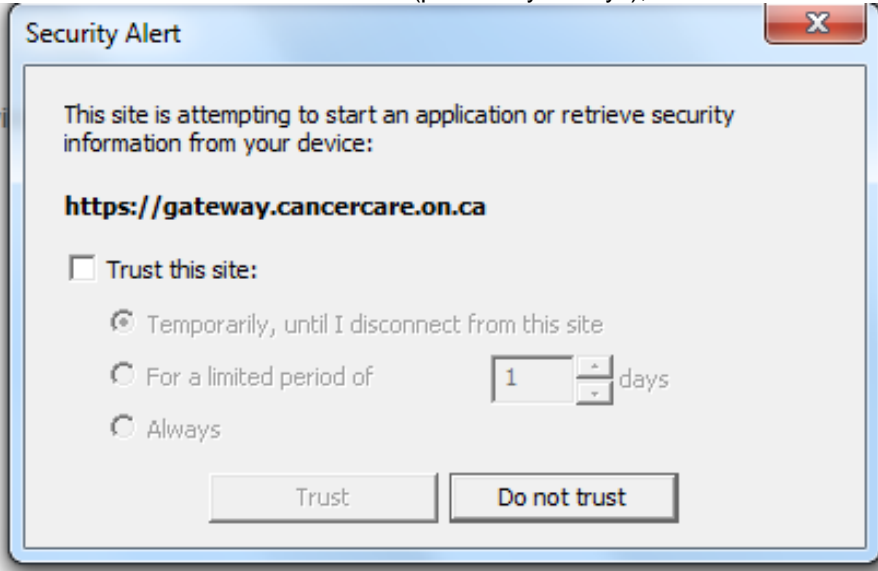 Security Alert
This site is attempting to start an application or retrieve security
information from your device:
https://gateway.cancercare.on.ca
Trust this site:
Temporarily, until I disconnect from this site
For a limited period of 1 days
Always
Trust Do not trust